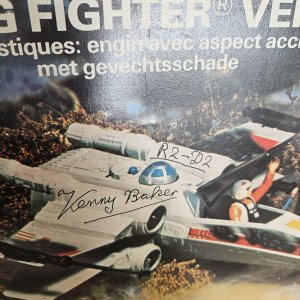 G FIGHTER® VE
stiques: engin avec aspect acc
met gevechtsschade
R2-D2
Kenny Baker